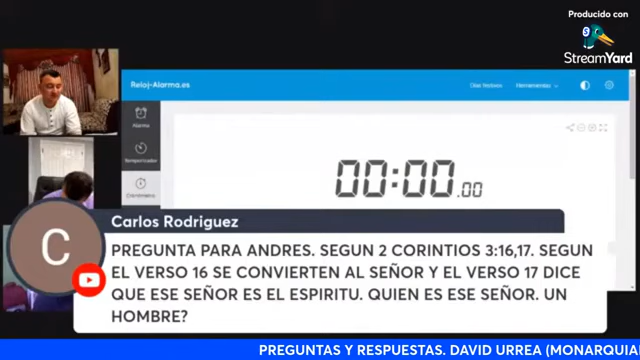 Producido con
StreamYard
Reloj-Alarma.es
Días festivos
Herramientas
Alarma
Temporizador
Cronómetro
00:00.00
Carlos Rodriguez
C
PREGUNTA PARA ANDRES. SEGUN 2 CORINTIOS 3:16,17. SEGUN
EL VERSO 16 SE CONVIERTEN AL SEÑOR Y EL VERSO 17 DICE
QUE ESE SEÑOR ES EL ESPIRITU. QUIEN ES ESE SEÑOR. UN
HOMBRE?
PREGUNTAS Y RESPUESTAS. DAVID URREA (MONARQUIA